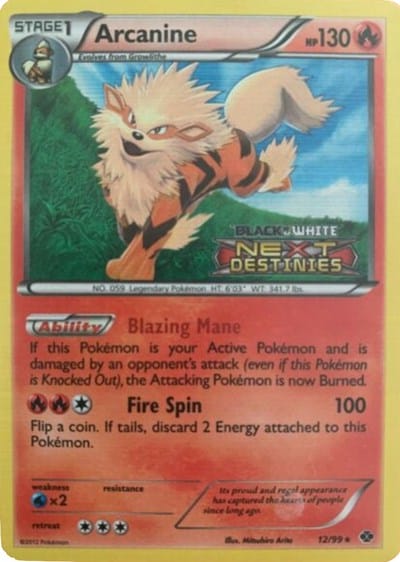 STAGE1
Arcanine
HP130
Evolves from Growlithe
BLACK & WHITE
NEXT
DESTINIES
NO. 059 Legendary Pokémon HT: 6'03" WT: 341.7 lbs.
Ability Blazing Mane
If this Pokémon is your Active Pokémon and is
damaged by an opponent's attack (even if this Pokémon
is Knocked Out), the Attacking Pokémon is now Burned.
Fire Spin 100
Flip a coin. If tails, discard 2 Energy attached to this
Pokémon.
weakness resistance
×2
retreat
Its proud and regal appearance
has captured the hearts of people
since long ago.
©2012 Pokémon
Illus. Mitsuhiro Arita
12/99 ★